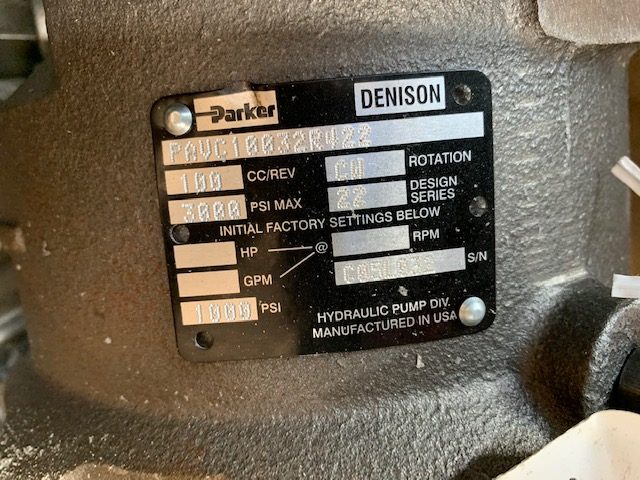 Parker DENISON
PAVC10032R422
100 CC/REV CW ROTATION
3000 PSI MAX 22 DESIGN SERIES
INITIAL FACTORY SETTINGS BELOW
HP @ RPM
GPM S/N
1000 PSI
HYDRAULIC PUMP DIV.
MANUFACTURED IN USA